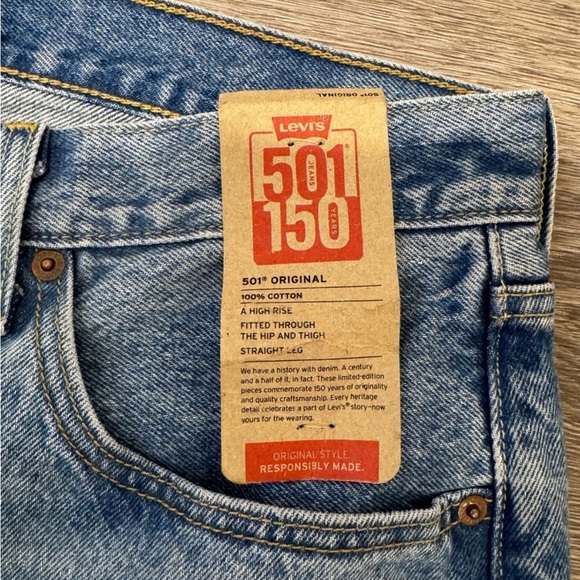 501® ORIGINAL
Levi's®
501®
JEANS
150
YEARS
501® ORIGINAL
100% COTTON
A HIGH RISE
FITTED THROUGH
THE HIP AND THIGH
STRAIGHT LEG
We have a history with denim. A century
and a half of it, in fact. These limited-edition
pieces commemorate 150 years of originality
and quality craftsmanship. Every heritage
detail celebrates a part of Levi's® story—now
yours for the wearing.
ORIGINAL STYLE.
RESPONSIBLY MADE.